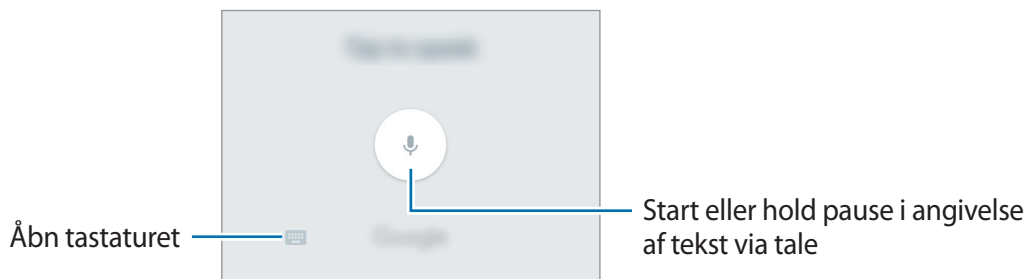 Åbn tastaturet
Start eller hold pause i angivelse
af tekst via tale